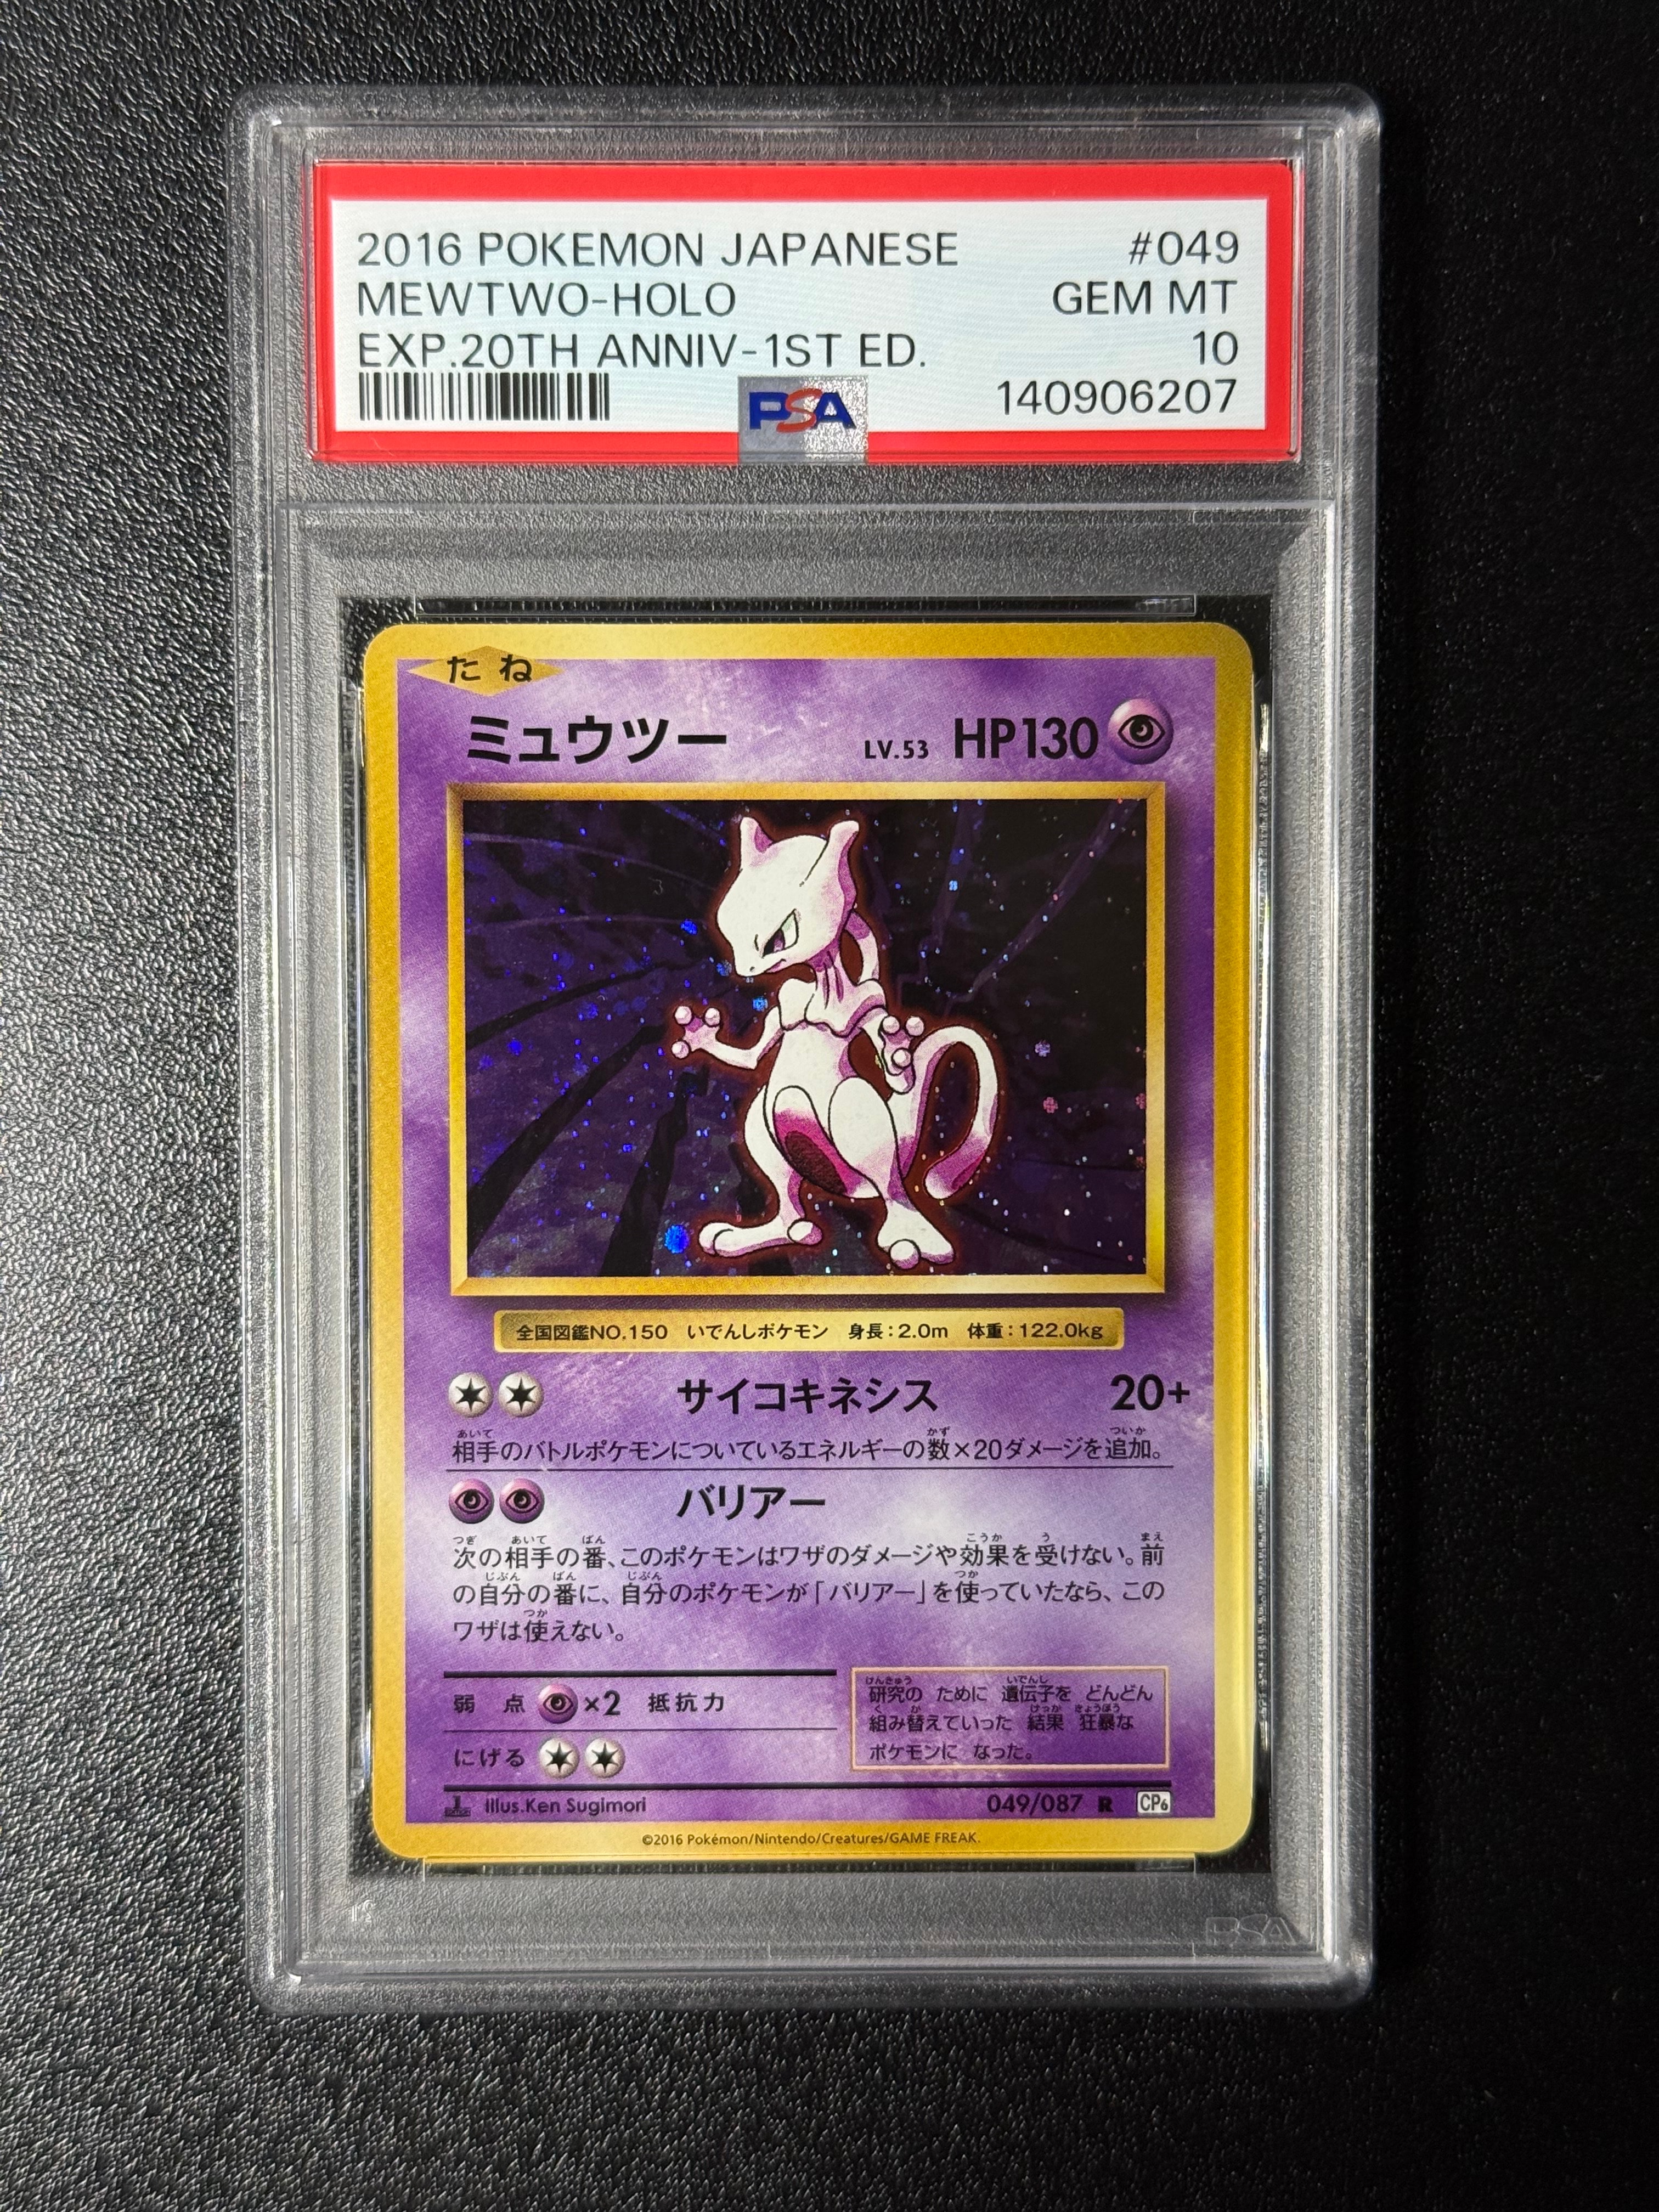 2016 POKEMON JAPANESE #049
MEWTWO-HOLO GEM MT
EXP.20TH ANNIV-1ST ED. 10
PSA 140906207
たね
ミュウツー LV.53 HP130
全国図鑑NO.150 いでんしポケモン 身長：2.0m 体重：122.0kg
サイコキネシス 20+
相手のバトルポケモンについているエネルギーの数×20ダメージを追加。
バリアー
次の相手の番、このポケモンはワザのダメージや効果を受けない。前
の自分の番に、自分のポケモンが「バリアー」を使っていたなら、この
ワザは使えない。
弱点 ×2 抵抗力
にげる
研究の ために 遺伝子を どんどん
組み替えていった 結果 狂暴な
ポケモンに なった。
1 EDITION Illus.Ken Sugimori 049/087 R CP6
©2016 Pokémon/Nintendo/Creatures/GAME FREAK.
PSA